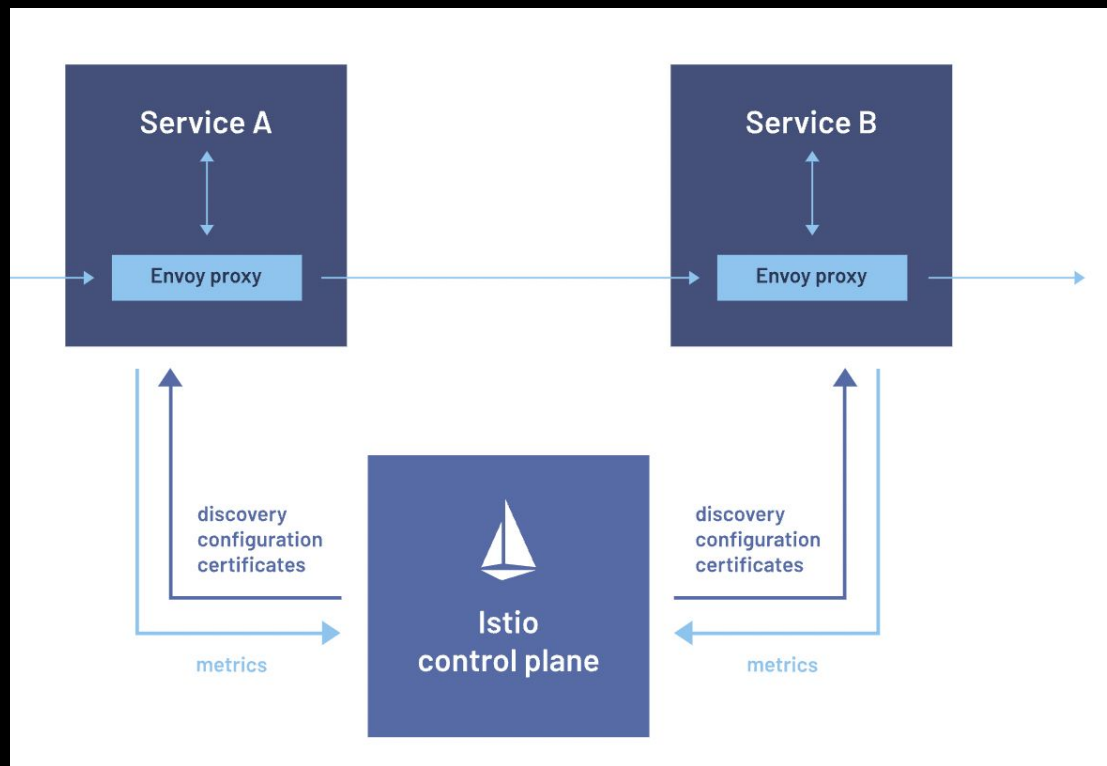 Service A
Service B
Envoy proxy
Envoy proxy
discovery
configuration
certificates
discovery
configuration
certificates
Istio
control plane
metrics
metrics